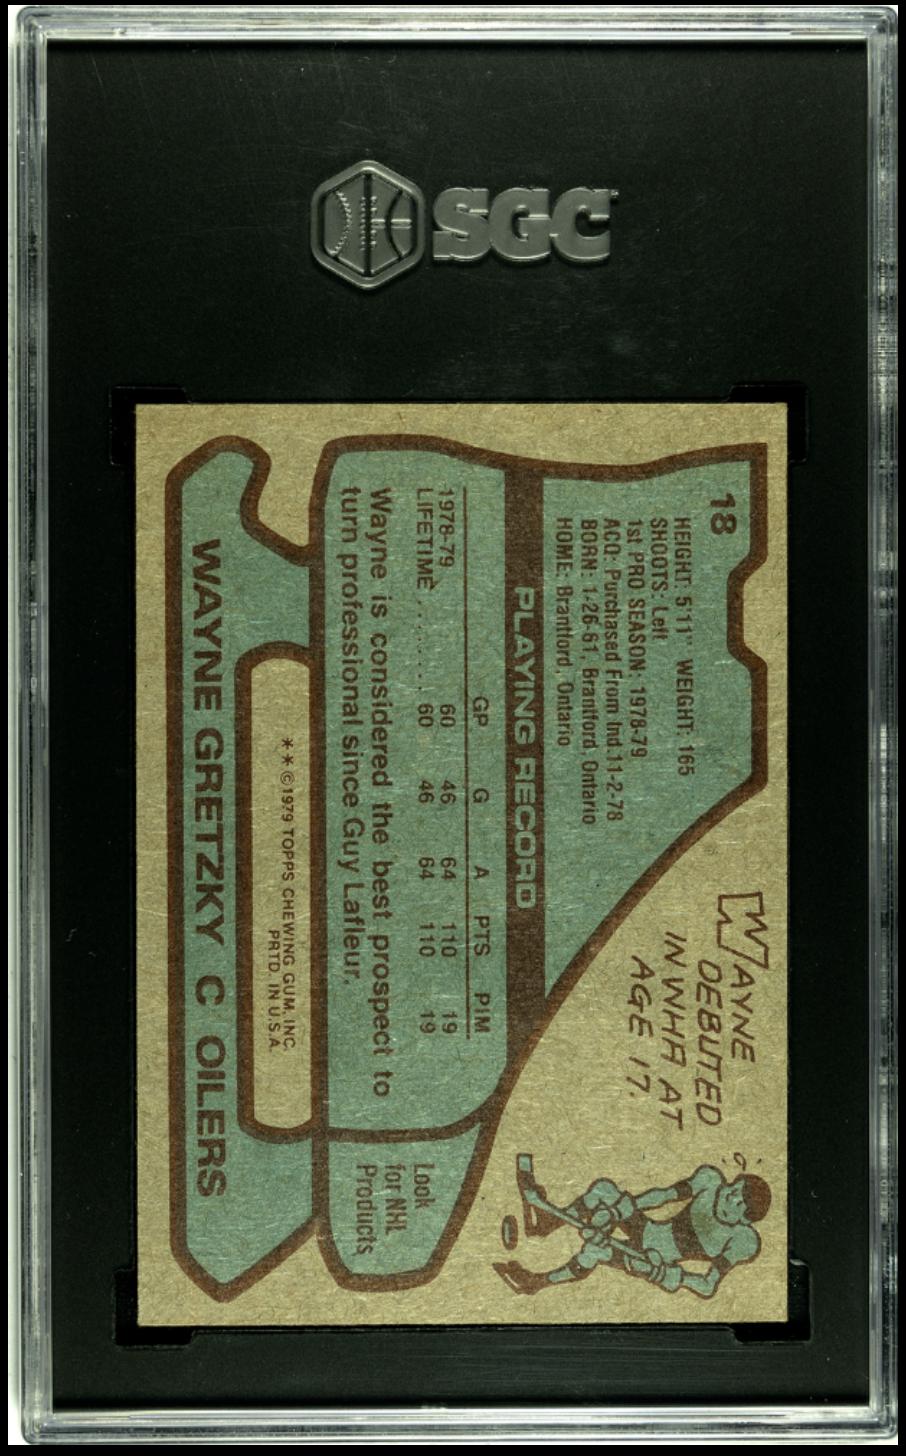 SGC
18
HEIGHT: 5'11" WEIGHT: 165
SHOOTS: Left
1st PRO SEASON: 1978-79
ACQ: Purchased From Ind. 11-2-78
BORN: 1-26-61, Brantford, Ontario
HOME: Brantford, Ontario
WAYNE
DEBUTED
IN WHA AT
AGE 17.
PLAYING RECORD
GP G A PTS PIM
1978-79 60 46 64 110 19
LIFETIME ........ 60 46 64 110 19
Wayne is considered the best prospect to
turn professional since Guy Lafleur.
Look
for NHL
Products
**©1979 TOPPS CHEWING GUM, INC.
PRTD. IN U.S.A.
WAYNE GRETZKY C OILERS